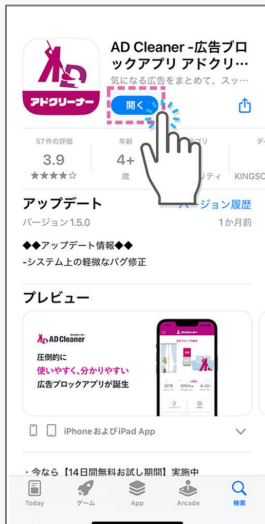 アドクリーナー
AD Cleaner -広告ブロ
ックアプリ アドクリ…
気になる広告をまとめて、スッ…
開く
57件の評価
年齢
3.9
4+
★★★★☆
歳
ティ
KINGSO
アップデート
バージョン履歴
バージョン 1.5.0
1か月前
◆◆アップデート情報◆◆
-システム上の軽微なバグ修正
プレビュー
AD Cleaner
圧倒的に
使いやすく、分かりやすい
広告ブロックアプリが誕生
iPhoneおよびiPad App
・今なら【14日間無料お試し期間】実施中
Today
ゲーム
App
Arcade
検索